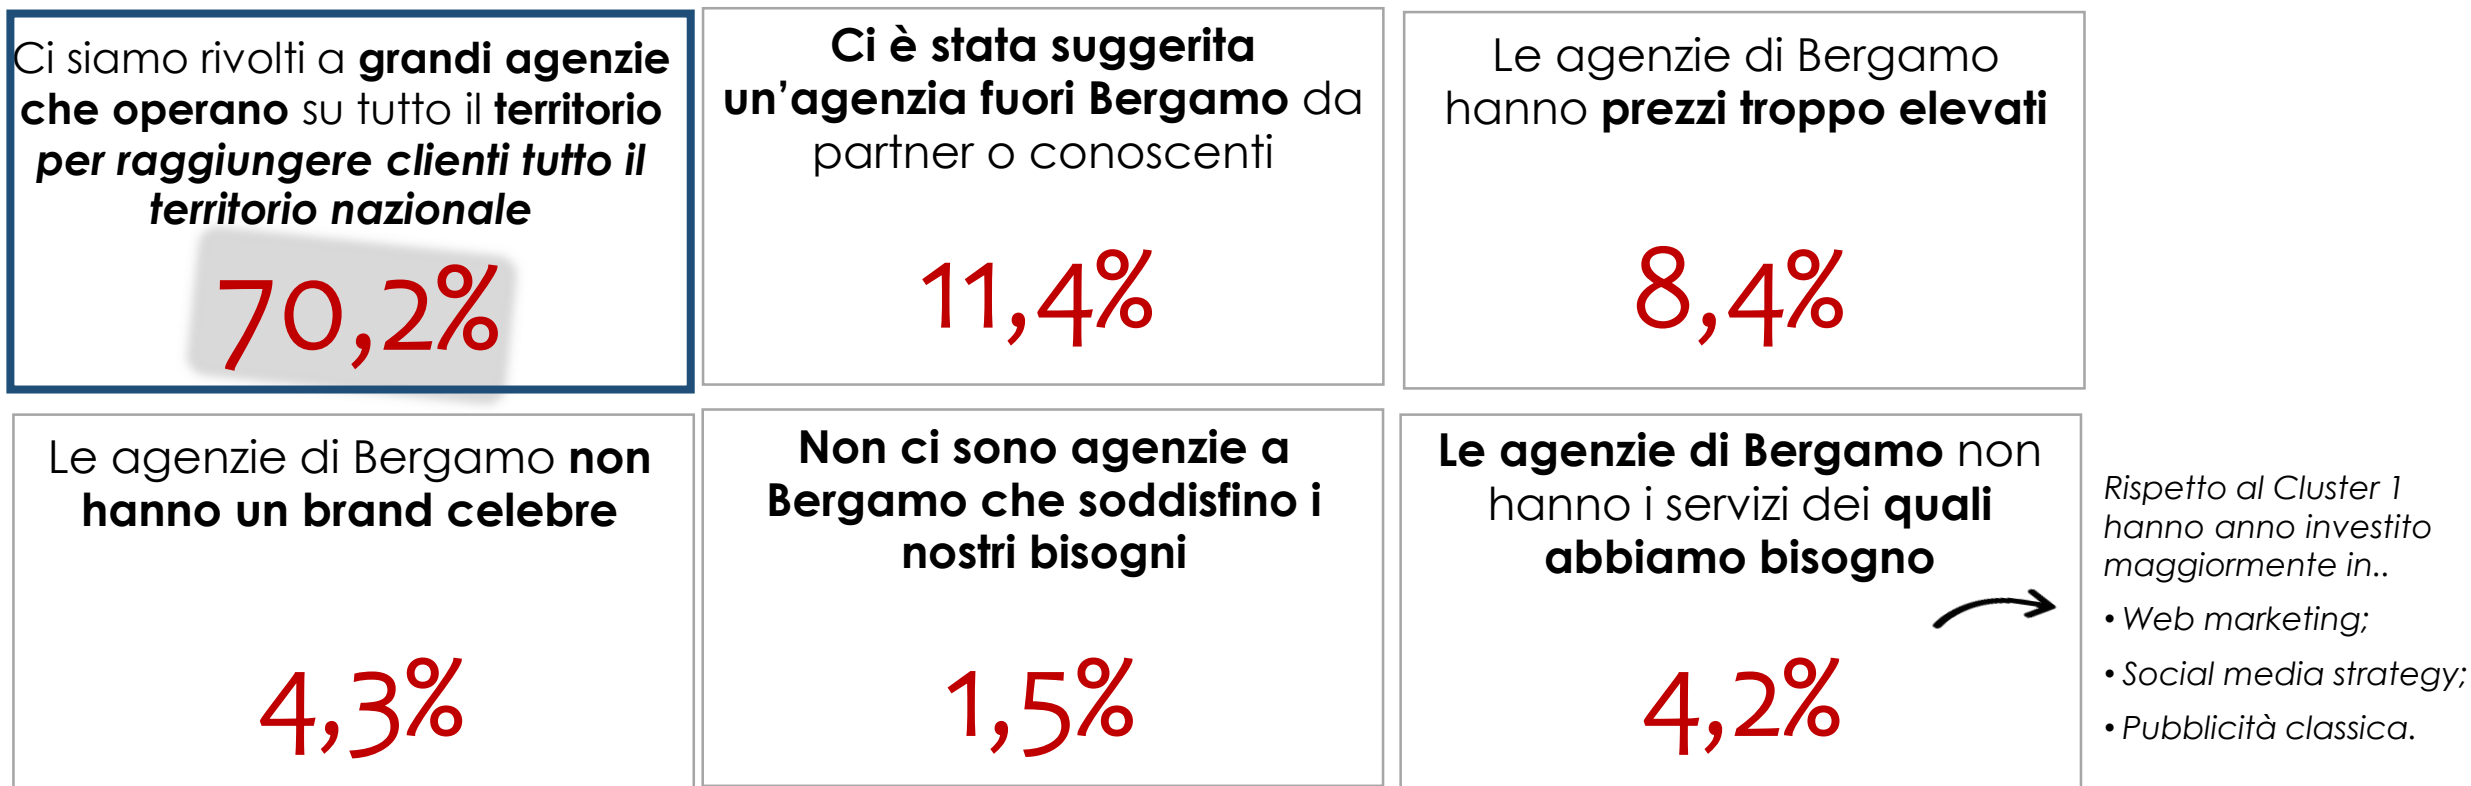 Ci siamo rivolti a grandi agenzie
che operano su tutto il territorio
per raggiungere clienti tutto il
territorio nazionale
70,2%
Ci è stata suggerita
un’agenzia fuori Bergamo da
partner o conoscenti
11,4%
Le agenzie di Bergamo
hanno prezzi troppo elevati
8,4%
Le agenzie di Bergamo non
hanno un brand celebre
4,3%
Non ci sono agenzie a
Bergamo che soddisfino i
nostri bisogni
1,5%
Le agenzie di Bergamo non
hanno i servizi dei quali
abbiamo bisogno
4,2%
Rispetto al Cluster 1
hanno anno investito
maggiormente in..
• Web marketing;
• Social media strategy;
• Pubblicità classica.